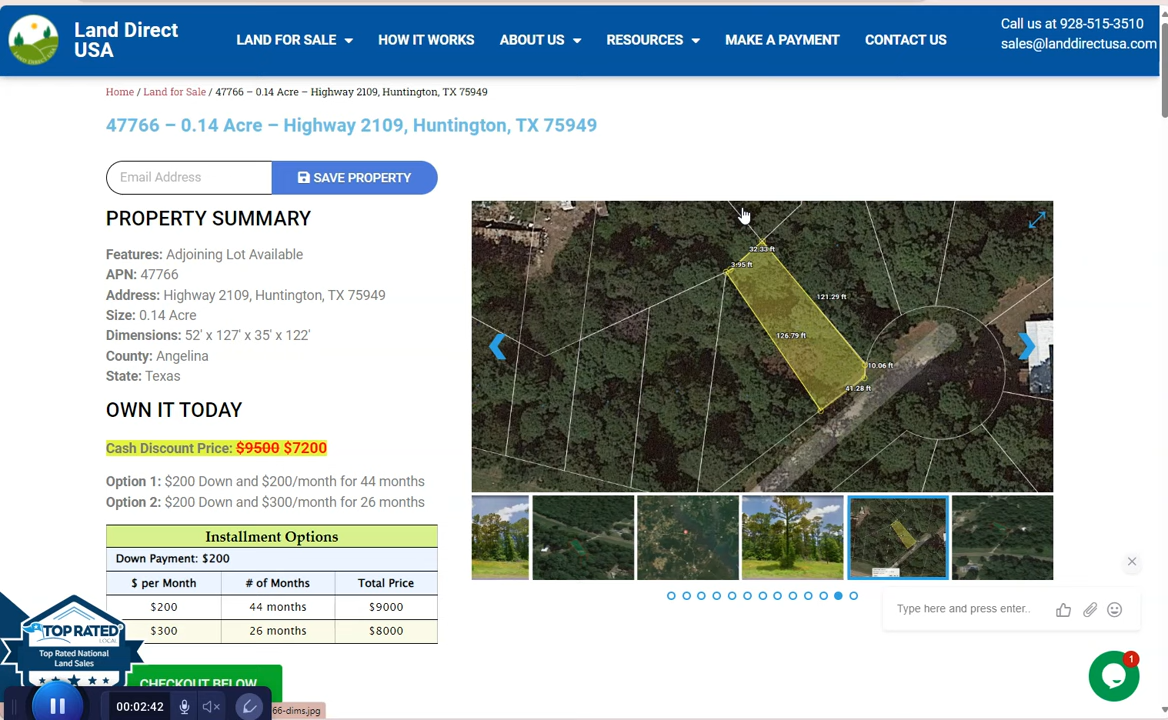 Land Direct
USA
LAND FOR SALE
HOW IT WORKS
ABOUT US
RESOURCES
MAKE A PAYMENT
CONTACT US
Call us at 928-515-3510
sales@landdirectusa.com
Home / Land for Sale / 47766 – 0.14 Acre – Highway 2109, Huntington, TX 75949
47766 – 0.14 Acre – Highway 2109, Huntington, TX 75949
Email Address
SAVE PROPERTY
PROPERTY SUMMARY
Features: Adjoining Lot Available
APN: 47766
Address: Highway 2109, Huntington, TX 75949
Size: 0.14 Acre
Dimensions: 52' x 127' x 35' x 122'
County: Angelina
State: Texas
OWN IT TODAY
Cash Discount Price: $9500 $7200
Option 1: $200 Down and $200/month for 44 months
Option 2: $200 Down and $300/month for 26 months
Installment Options
Down Payment: $200
$ per Month # of Months Total Price
$200 44 months $9000
$300 26 months $8000
CHECKOUT BELOW
32.33 ft
3.95 ft
121.29 ft
126.79 ft
10.06 ft
41.28 ft
Type here and press enter..
1
TOP RATED
LOCAL
Top Rated National
Land Sales
00:02:42
66-dims.jpg